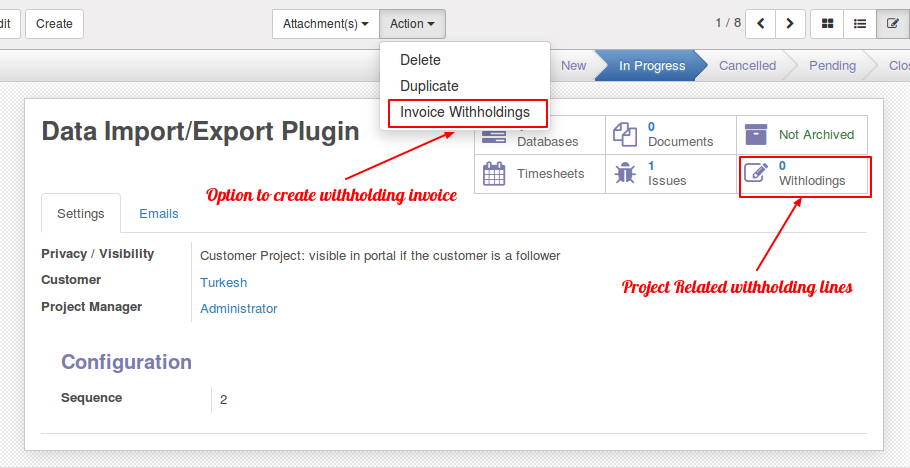 dit Create Attachment(s) Action 1 / 8
Delete
Duplicate
Invoice Withholdings
New In Progress Cancelled Pending Clos
Data Import/Export Plugin
Databases
0
Documents
Not Archived
Timesheets
1
Issues
0
Withlodings
Option to create withholding invoice
Settings Emails
Project Related withholding lines
Privacy / Visibility Customer Project: visible in portal if the customer is a follower
Customer Turkesh
Project Manager Administrator
Configuration
Sequence 2